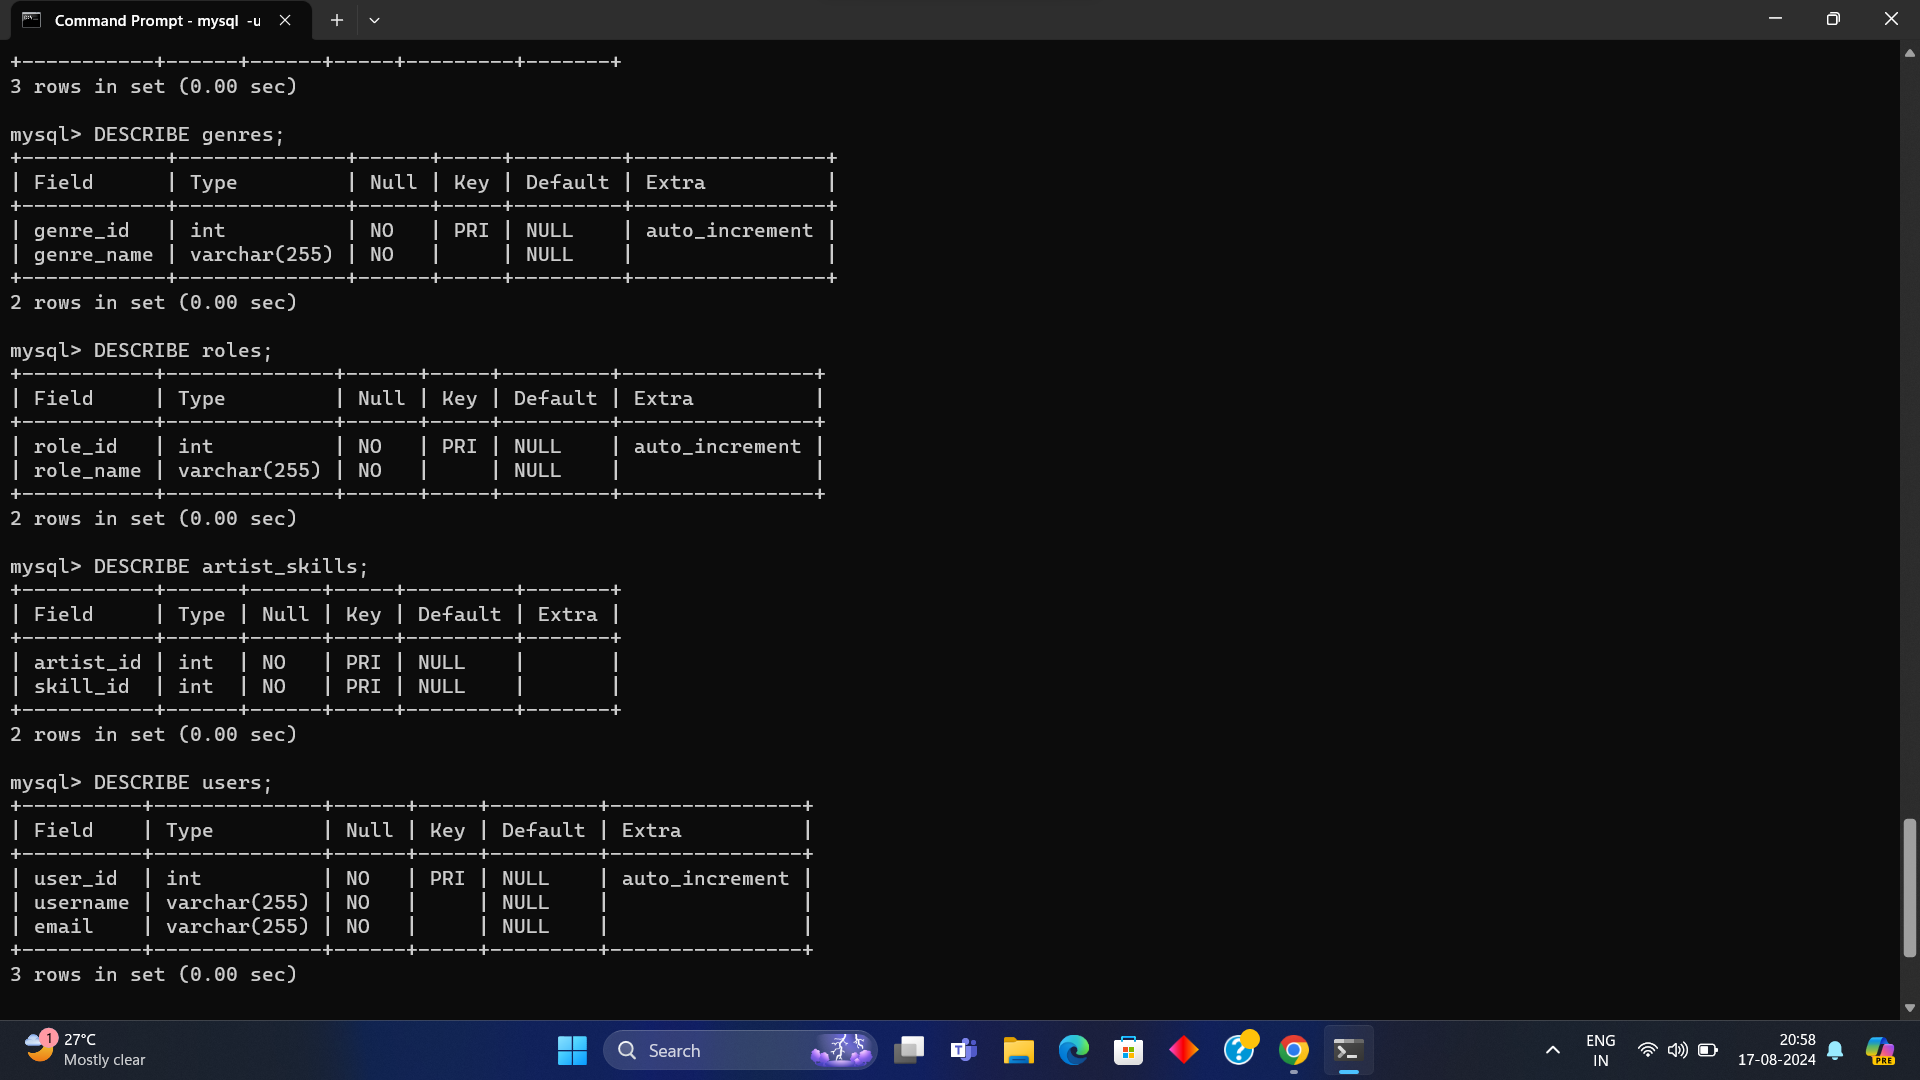 Command Prompt - mysql  -u
+-----------+------+------+-----+---------+-------+
3 rows in set (0.00 sec)
mysql> DESCRIBE genres;
+------------+--------------+------+-----+---------+----------------+
| Field      | Type         | Null | Key | Default | Extra          |
+------------+--------------+------+-----+---------+----------------+
| genre_id   | int          | NO   | PRI | NULL    | auto_increment |
| genre_name | varchar(255) | NO   |     | NULL    |                |
+------------+--------------+------+-----+---------+----------------+
2 rows in set (0.00 sec)
mysql> DESCRIBE roles;
+-----------+--------------+------+-----+---------+----------------+
| Field     | Type         | Null | Key | Default | Extra          |
+-----------+--------------+------+-----+---------+----------------+
| role_id   | int          | NO   | PRI | NULL    | auto_increment |
| role_name | varchar(255) | NO   |     | NULL    |                |
+-----------+--------------+------+-----+---------+----------------+
2 rows in set (0.00 sec)
mysql> DESCRIBE artist_skills;
+-----------+------+------+-----+---------+-------+
| Field     | Type | Null | Key | Default | Extra |
+-----------+------+------+-----+---------+-------+
| artist_id | int  | NO   | PRI | NULL    |       |
| skill_id  | int  | NO   | PRI | NULL    |       |
+-----------+------+------+-----+---------+-------+
2 rows in set (0.00 sec)
mysql> DESCRIBE users;
+----------+--------------+------+-----+---------+----------------+
| Field    | Type         | Null | Key | Default | Extra          |
+----------+--------------+------+-----+---------+----------------+
| user_id  | int          | NO   | PRI | NULL    | auto_increment |
| username | varchar(255) | NO   |     | NULL    |                |
| email    | varchar(255) | NO   |     | NULL    |                |
+----------+--------------+------+-----+---------+----------------+
3 rows in set (0.00 sec)
1
27°C
Mostly clear
Search
ENG
IN
20:58
17-08-2024
PRE